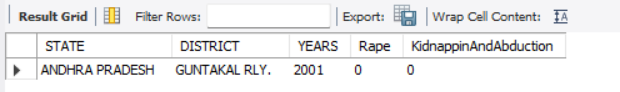 Result Grid Filter Rows: Export: Wrap Cell Content: IA
STATE DISTRICT YEARS Rape KidnappinAndAbduction
ANDHRA PRADESH GUNTAKAL RLY. 2001 0 0